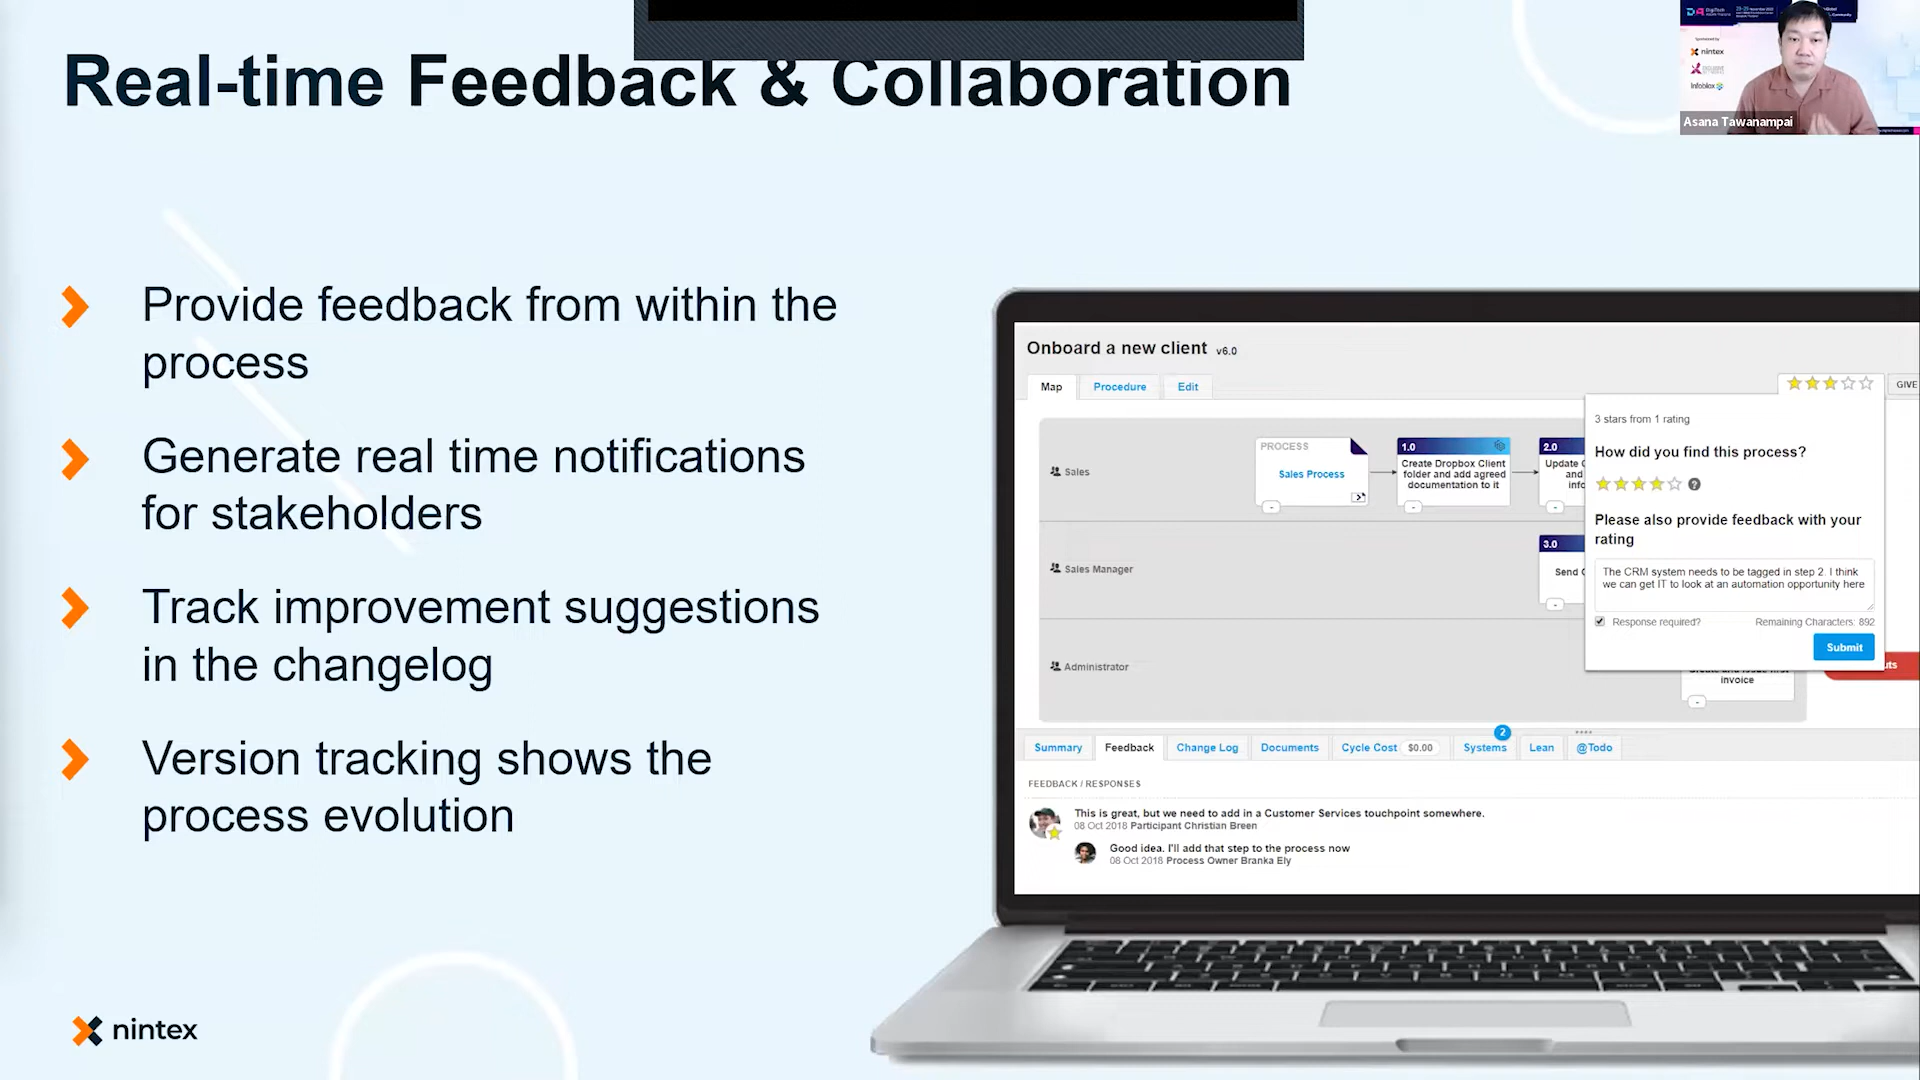 Real-time Feedback & Collaboration
Provide feedback from within the
process
Generate real time notifications
for stakeholders
Track improvement suggestions
in the changelog
Version tracking shows the
process evolution
nintex
nintex
Infoblox
Asana Tawanampai
Onboard a new client v6.0
Map
Procedure
Edit
GIVE
Sales
PROCESS
Sales Process
1.0
Create Dropbox Client
folder and add agreed
documentation to it
2.0
Update
and
Sales Manager
3.0
Send
Administrator
invoice
3 stars from 1 rating
How did you find this process?
Please also provide feedback with your
rating
The CRM system needs to be tagged in step 2. I think
we can get IT to look at an automation opportunity here
Response required?
Remaining Characters: 892
Submit
Summary
Feedback
Change Log
Documents
Cycle Cost $0.00
Systems
2
Lean
@Todo
FEEDBACK / RESPONSES
This is great, but we need to add in a Customer Services touchpoint somewhere.
08 Oct 2018 Participant Christian Breen
Good idea. I'll add that step to the process now
08 Oct 2018 Process Owner Branka Ely